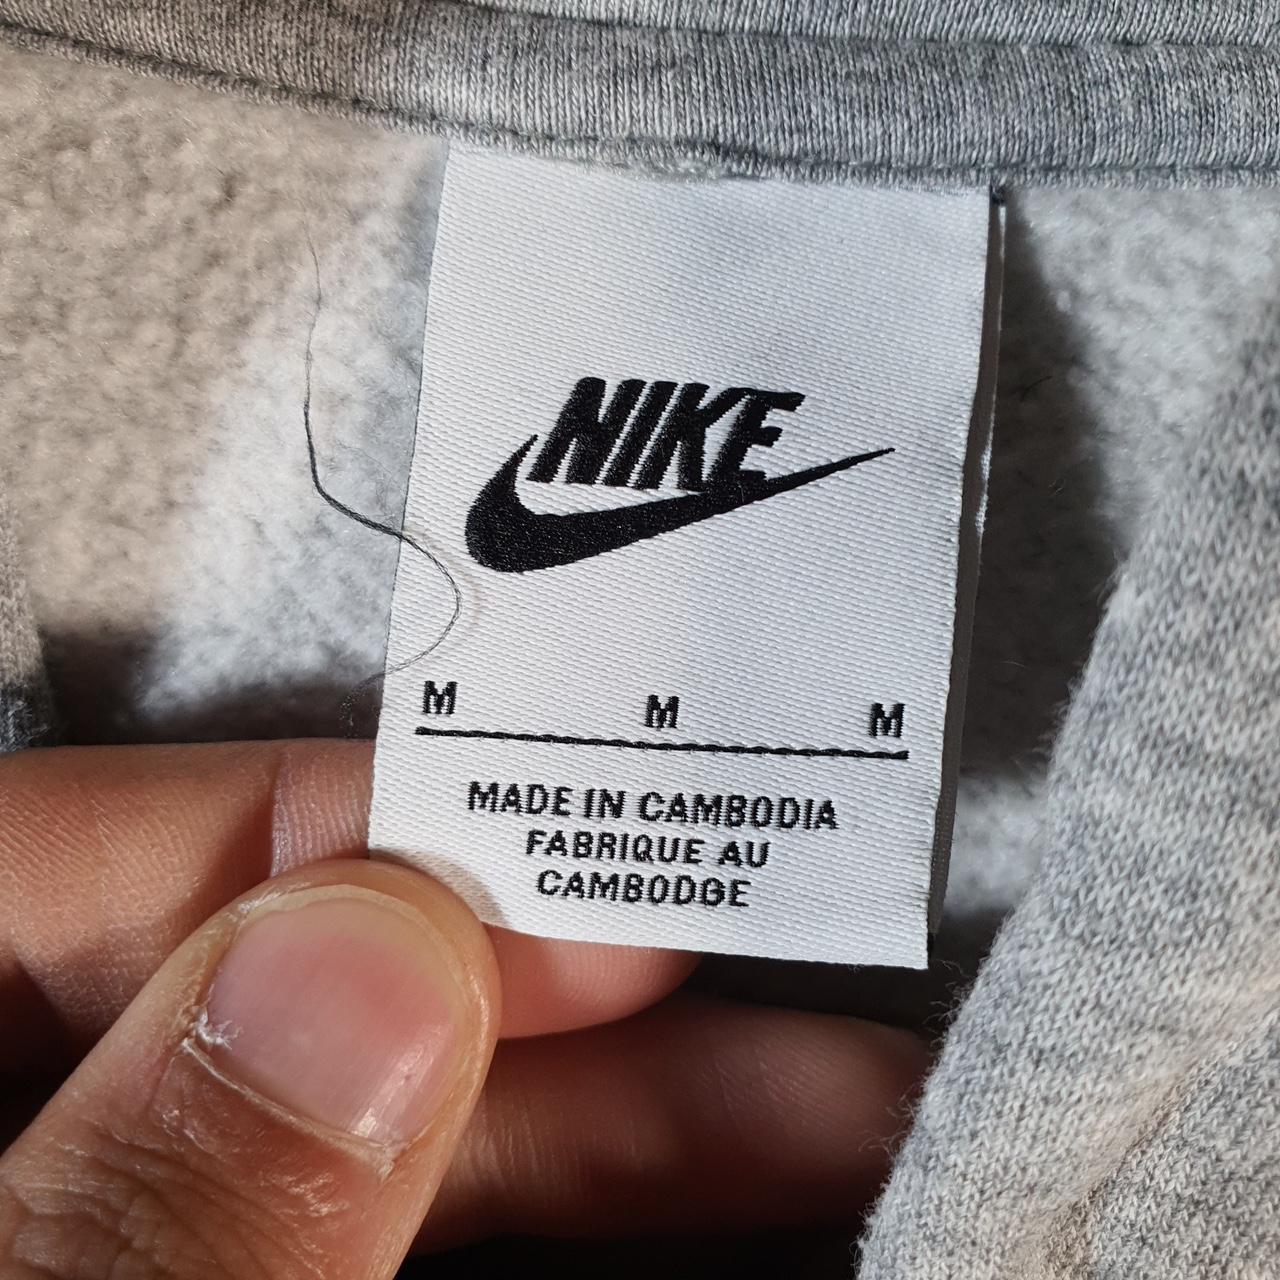 NIKE
M M M
MADE IN CAMBODIA
FABRIQUE AU
CAMBODGE